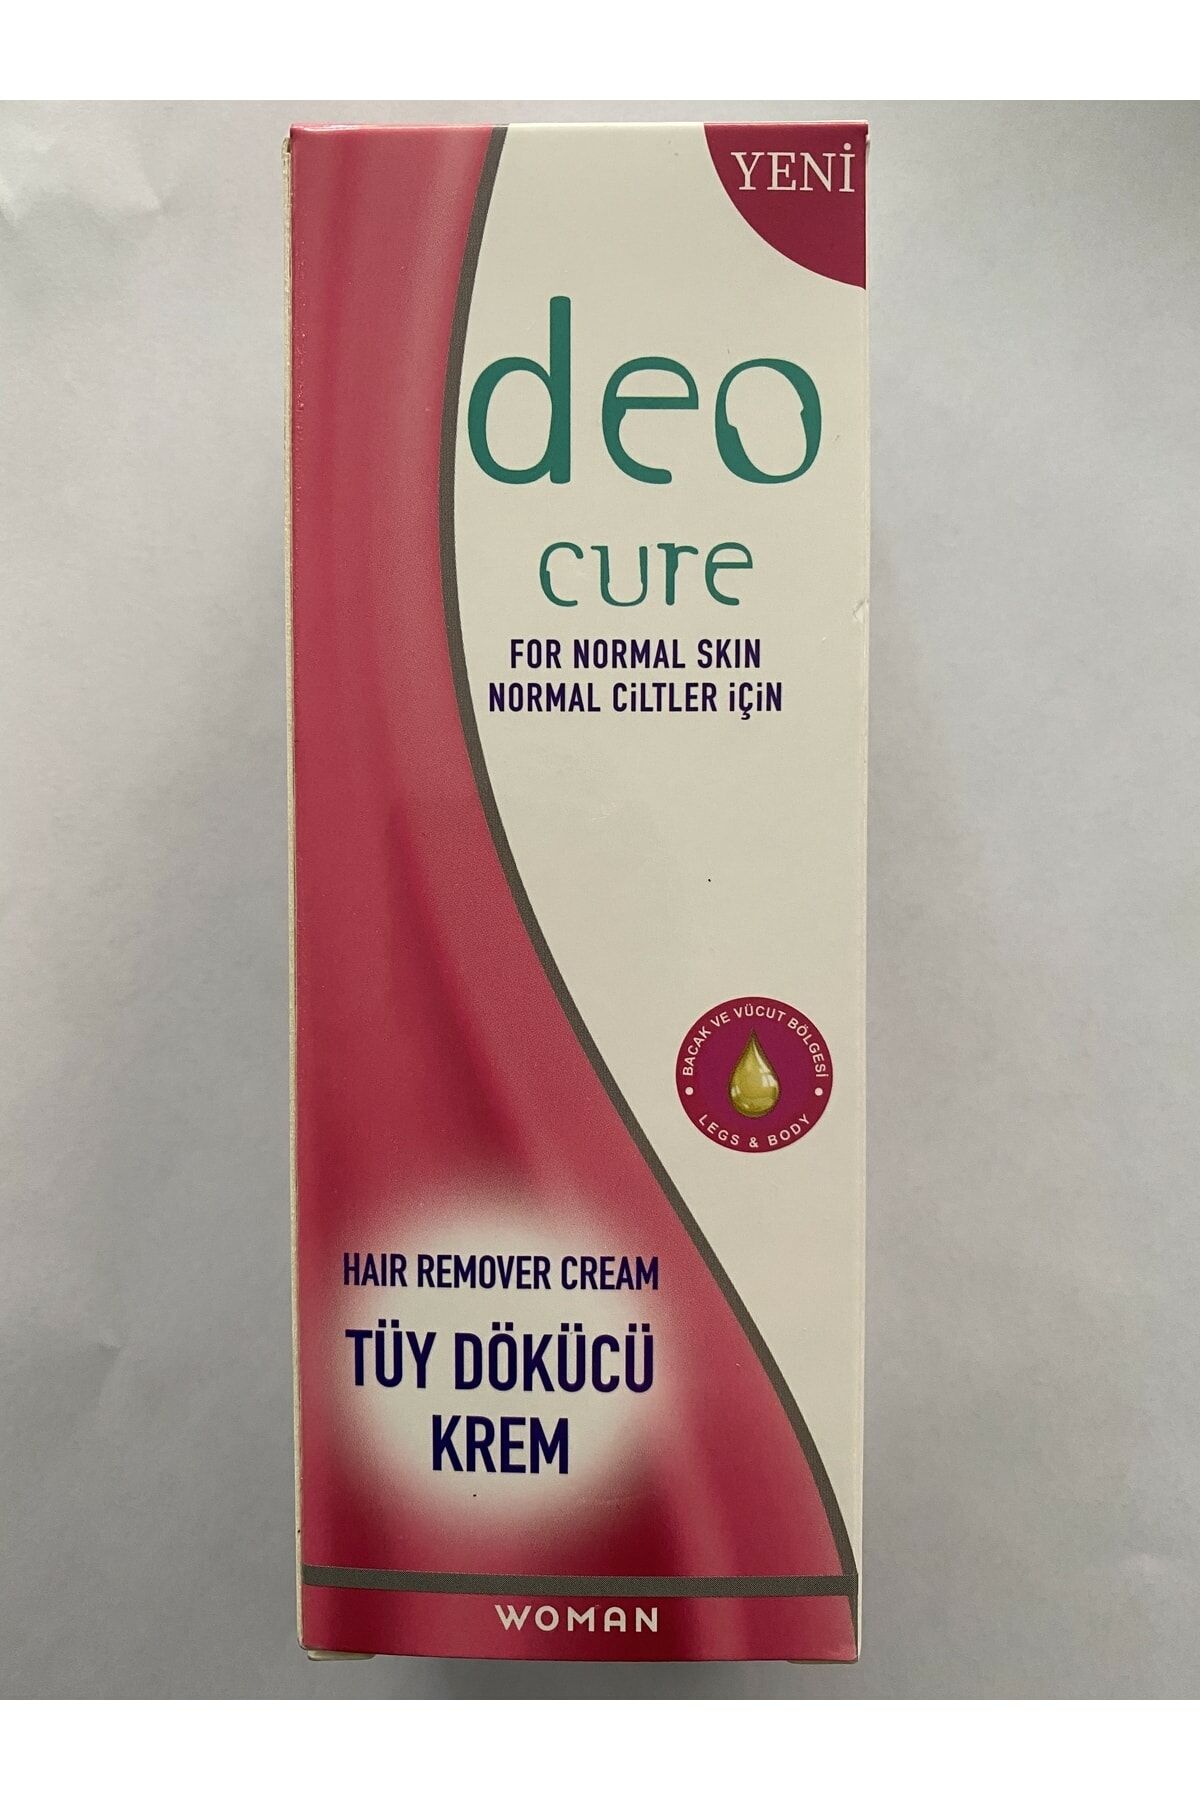 YENİ
deo
cure
FOR NORMAL SKIN
NORMAL CiLTLER iÇiN
BACAK VE VÜCUT BÖLGESİ
LEGS & BODY
HAIR REMOVER CREAM
TÜY DÖKÜCÜ
KREM
WOMAN